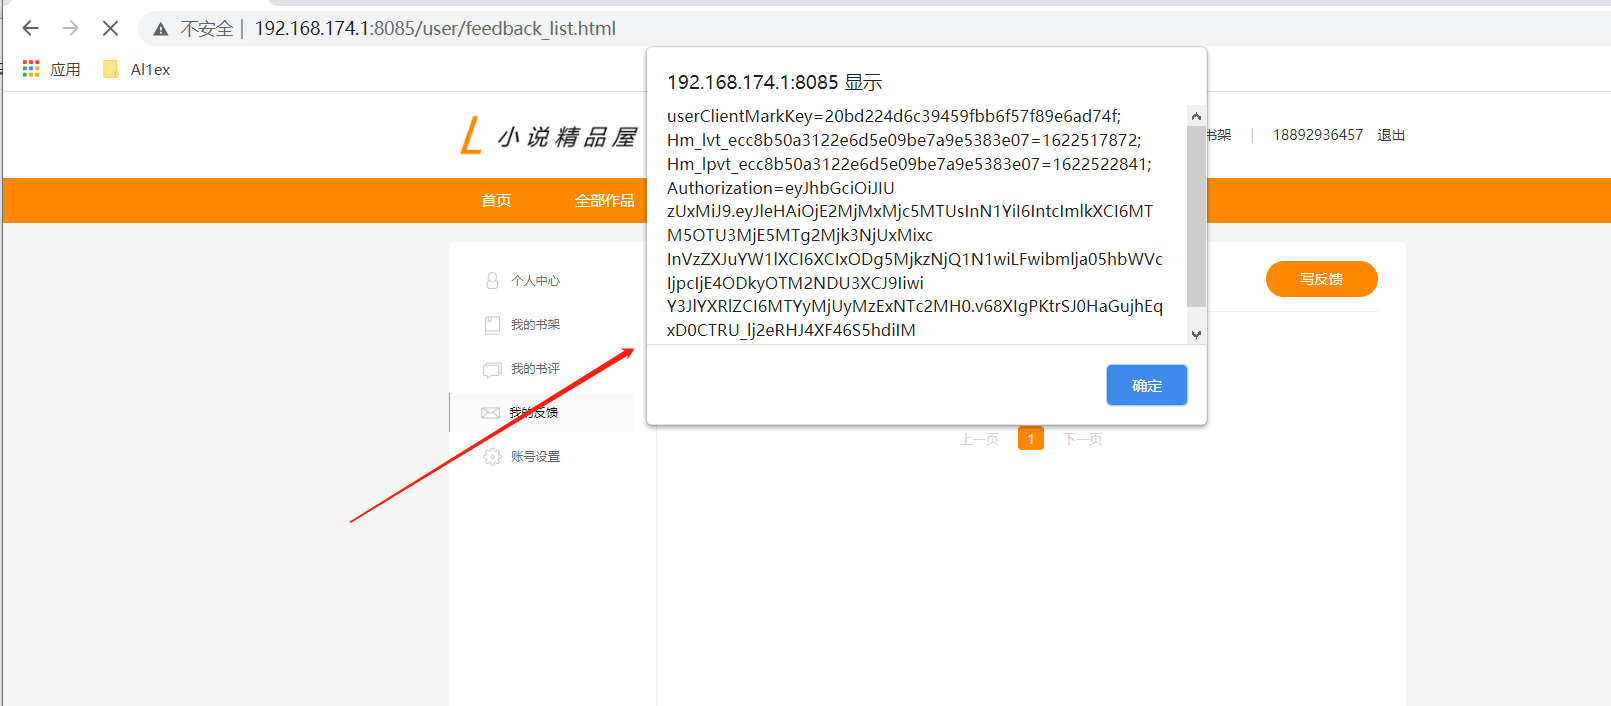 不安全 | 192.168.174.1:8085/user/feedback_list.html
应用 Al1ex
192.168.174.1:8085 显示
userClientMarkKey=20bd224d6c39459fbb6f57f89e6ad74f;
Hm_lvt_ecc8b50a3122e6d5e09be7a9e5383e07=1622517872;
Hm_lpvt_ecc8b50a3122e6d5e09be7a9e5383e07=1622522841;
Authorization=eyJhbGciOiJIU
zUxMiJ9.eyJleHAiOjE2MjMxMjc5MTUsInN1YiI6IntcImlkXCI6MT
M5OTU3MjE5MTg2Mjk3NjUxMixc
InVzZXJuYW1lXCI6XCIxODg5MjkzNjQ1N1wiLFwibmlja05hbWVc
IjpcIjE4ODkyOTM2NDU3XCJ9Iiwi
Y3JlYXRlZCI6MTYyMjUyMzExNTc2MH0.v68XIgPKtrSJ0HaGujhEq
xD0CTRU_lj2eRHJ4XF46S5hdiIM
确定
小说精品屋
书架 | 18892936457 退出
首页 全部作品
个人中心
我的书架
我的书评
我的反馈
账号设置
写反馈
上一页 1 下一页